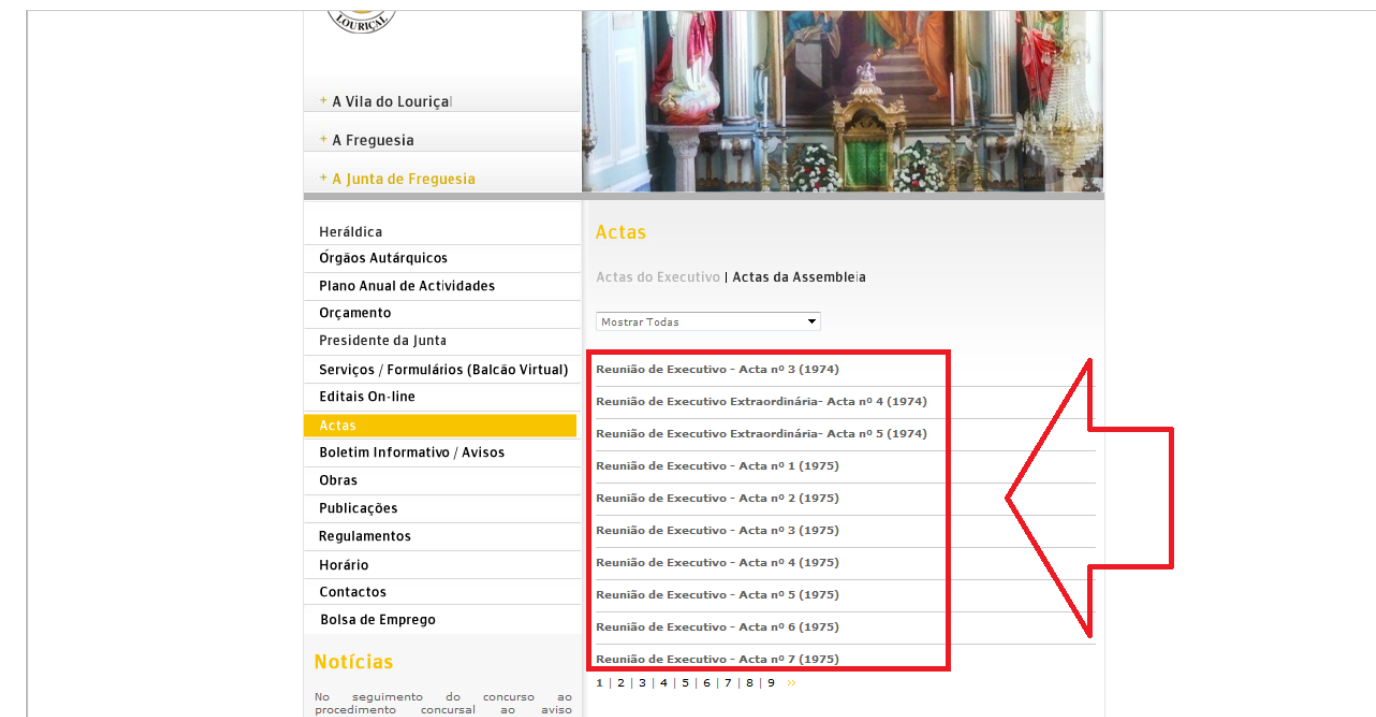 LOURIÇAL
+ A Vila do Louriçal
+ A Freguesia
+ A Junta de Freguesia
Heráldica
Órgãos Autárquicos
Plano Anual de Actividades
Orçamento
Presidente da Junta
Serviços / Formulários (Balcão Virtual)
Editais On-line
Actas
Boletim Informativo / Avisos
Obras
Publicações
Regulamentos
Horário
Contactos
Bolsa de Emprego
Notícias
No seguimento do concurso ao
procedimento concursal ao aviso
Actas
Actas do Executivo | Actas da Assembleia
Mostrar Todas
Reunião de Executivo - Acta nº 3 (1974)
Reunião de Executivo Extraordinária- Acta nº 4 (1974)
Reunião de Executivo Extraordinária- Acta nº 5 (1974)
Reunião de Executivo - Acta nº 1 (1975)
Reunião de Executivo - Acta nº 2 (1975)
Reunião de Executivo - Acta nº 3 (1975)
Reunião de Executivo - Acta nº 4 (1975)
Reunião de Executivo - Acta nº 5 (1975)
Reunião de Executivo - Acta nº 6 (1975)
Reunião de Executivo - Acta nº 7 (1975)
1 | 2 | 3 | 4 | 5 | 6 | 7 | 8 | 9 »